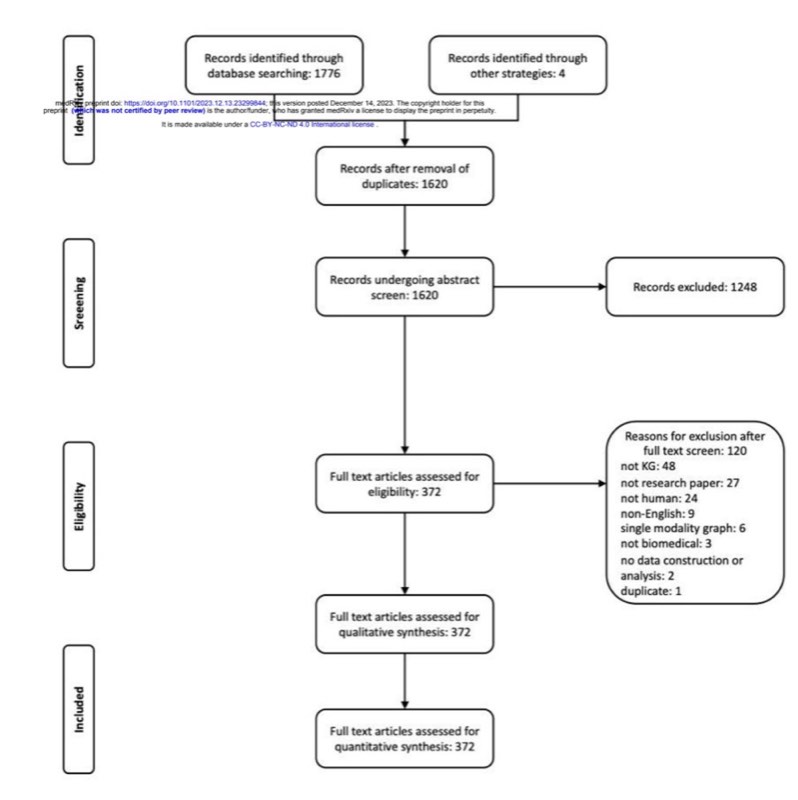 Identification
Records identified through
database searching: 1776
Records identified through
other strategies: 4
medRxiv preprint doi: https://doi.org/10.1101/2023.12.13.23299844; this version posted December 14, 2023. The copyright holder for this
preprint (which was not certified by peer review) is the author/funder, who has granted medRxiv a license to display the preprint in perpetuity.
It is made available under a CC-BY-NC-ND 4.0 International license .
Records after removal of
duplicates: 1620
Sreeening
Records undergoing abstract
screen: 1620
Records excluded: 1248
Eligibility
Full text articles assessed for
eligibility: 372
Reasons for exclusion after
full text screen: 120
not KG: 48
not research paper: 27
not human: 24
non-English: 9
single modality graph: 6
not biomedical: 3
no data construction or
analysis: 2
duplicate: 1
Full text articles assessed for
qualitative synthesis: 372
Included
Full text articles assessed for
quantitative synthesis: 372